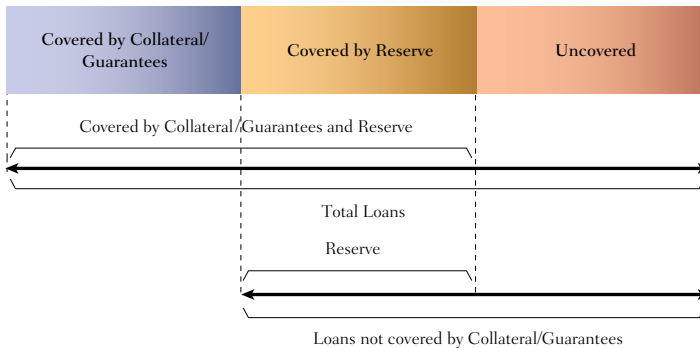 Covered by Collateral/
Guarantees
Covered by Reserve
Uncovered
Covered by Collateral/Guarantees and Reserve
Total Loans
Reserve
Loans not covered by Collateral/Guarantees